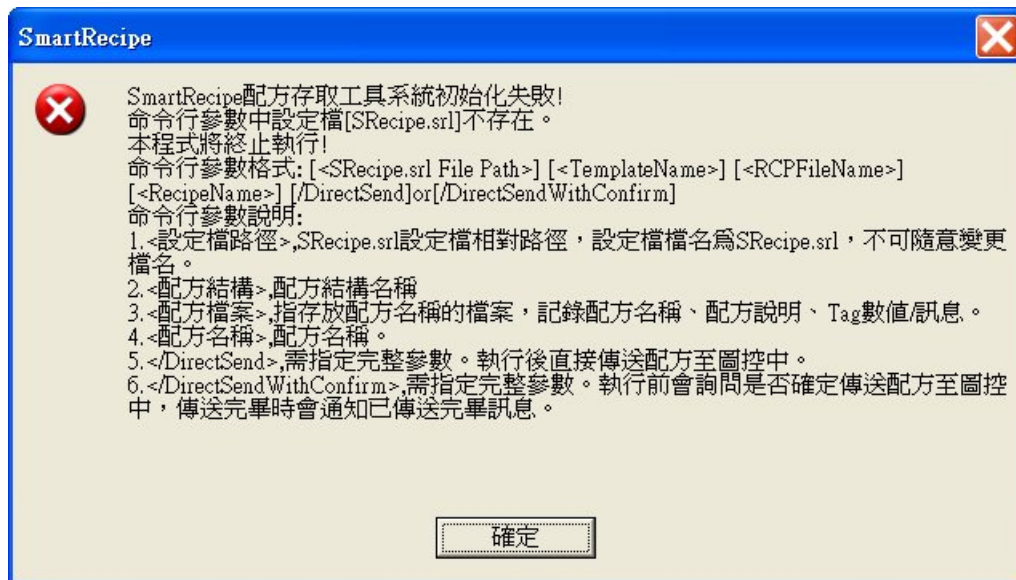 SmartRecipe
SmartRecipe配方存取工具系統初始化失敗!
命令行參數中設定檔[SRecipe.srl]不存在。
本程式將終止執行!
命令行參數格式: [<SRecipe.srl File Path>] [<TemplateName>] [<RCPFileName>]
[<RecipeName>] [/DirectSend]or[/DirectSendWithConfirm]
命令行參數說明:
1.<設定檔路徑>,SRecipe.srl設定檔相對路徑，設定檔檔名爲SRecipe.srl，不可隨意變更
檔名。
2.<配方結構>,配方結構名稱
3.<配方檔案>,指存放配方名稱的檔案，記錄配方名稱、配方說明、Tag數值/訊息。
4.<配方名稱>,配方名稱。
5.</DirectSend>,需指定完整參數。執行後直接傳送配方至圖控中。
6.</DirectSendWithConfirm>,需指定完整參數。執行前會詢問是否確定傳送配方至圖控
中，傳送完畢時會通知已傳送完畢訊息。
確定